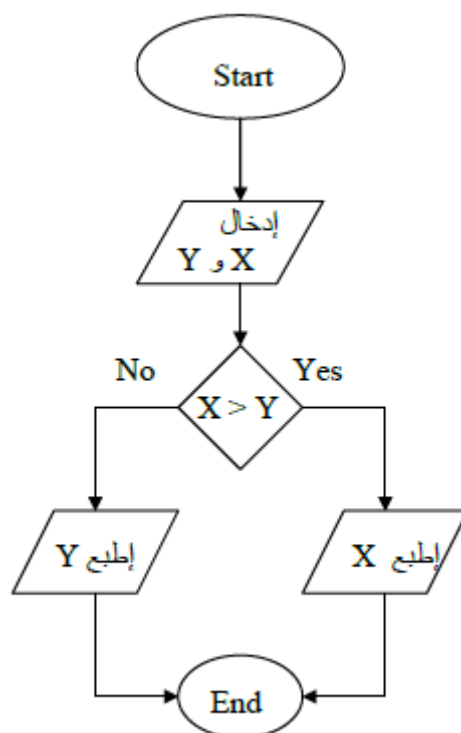 Start
إدخال
X و Y
No
Yes
X > Y
إطبع Y
إطبع X
End